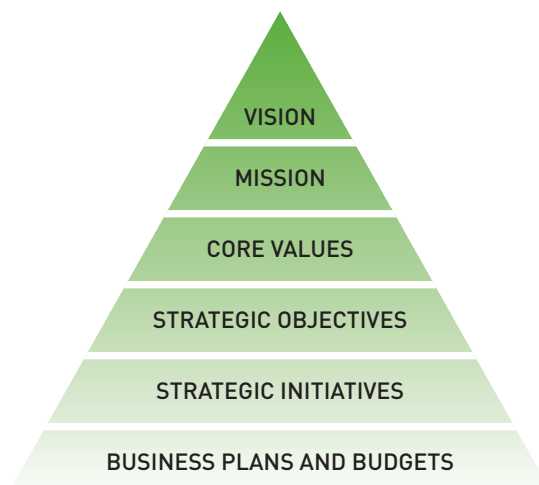 VISION
MISSION
CORE VALUES
STRATEGIC OBJECTIVES
STRATEGIC INITIATIVES
BUSINESS PLANS AND BUDGETS